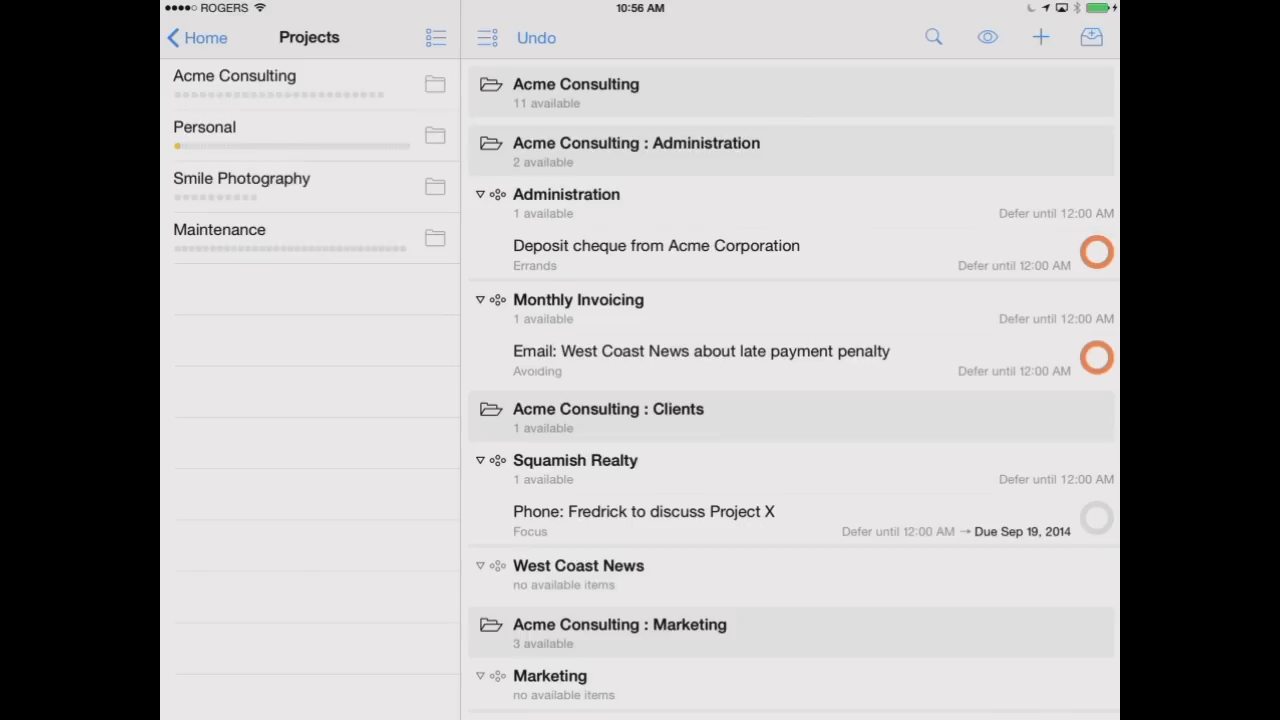 ROGERS
10:56 AM
Home
Projects
Undo
Acme Consulting
Personal
Smile Photography
Maintenance
Acme Consulting
11 available
Acme Consulting : Administration
2 available
Administration
1 available
Defer until 12:00 AM
Deposit cheque from Acme Corporation
Errands
Defer until 12:00 AM
Monthly Invoicing
1 available
Defer until 12:00 AM
Email: West Coast News about late payment penalty
Avoiding
Defer until 12:00 AM
Acme Consulting : Clients
1 available
Squamish Realty
1 available
Defer until 12:00 AM
Phone: Fredrick to discuss Project X
Focus
Defer until 12:00 AM → Due Sep 19, 2014
West Coast News
no available items
Acme Consulting : Marketing
3 available
Marketing
no available items